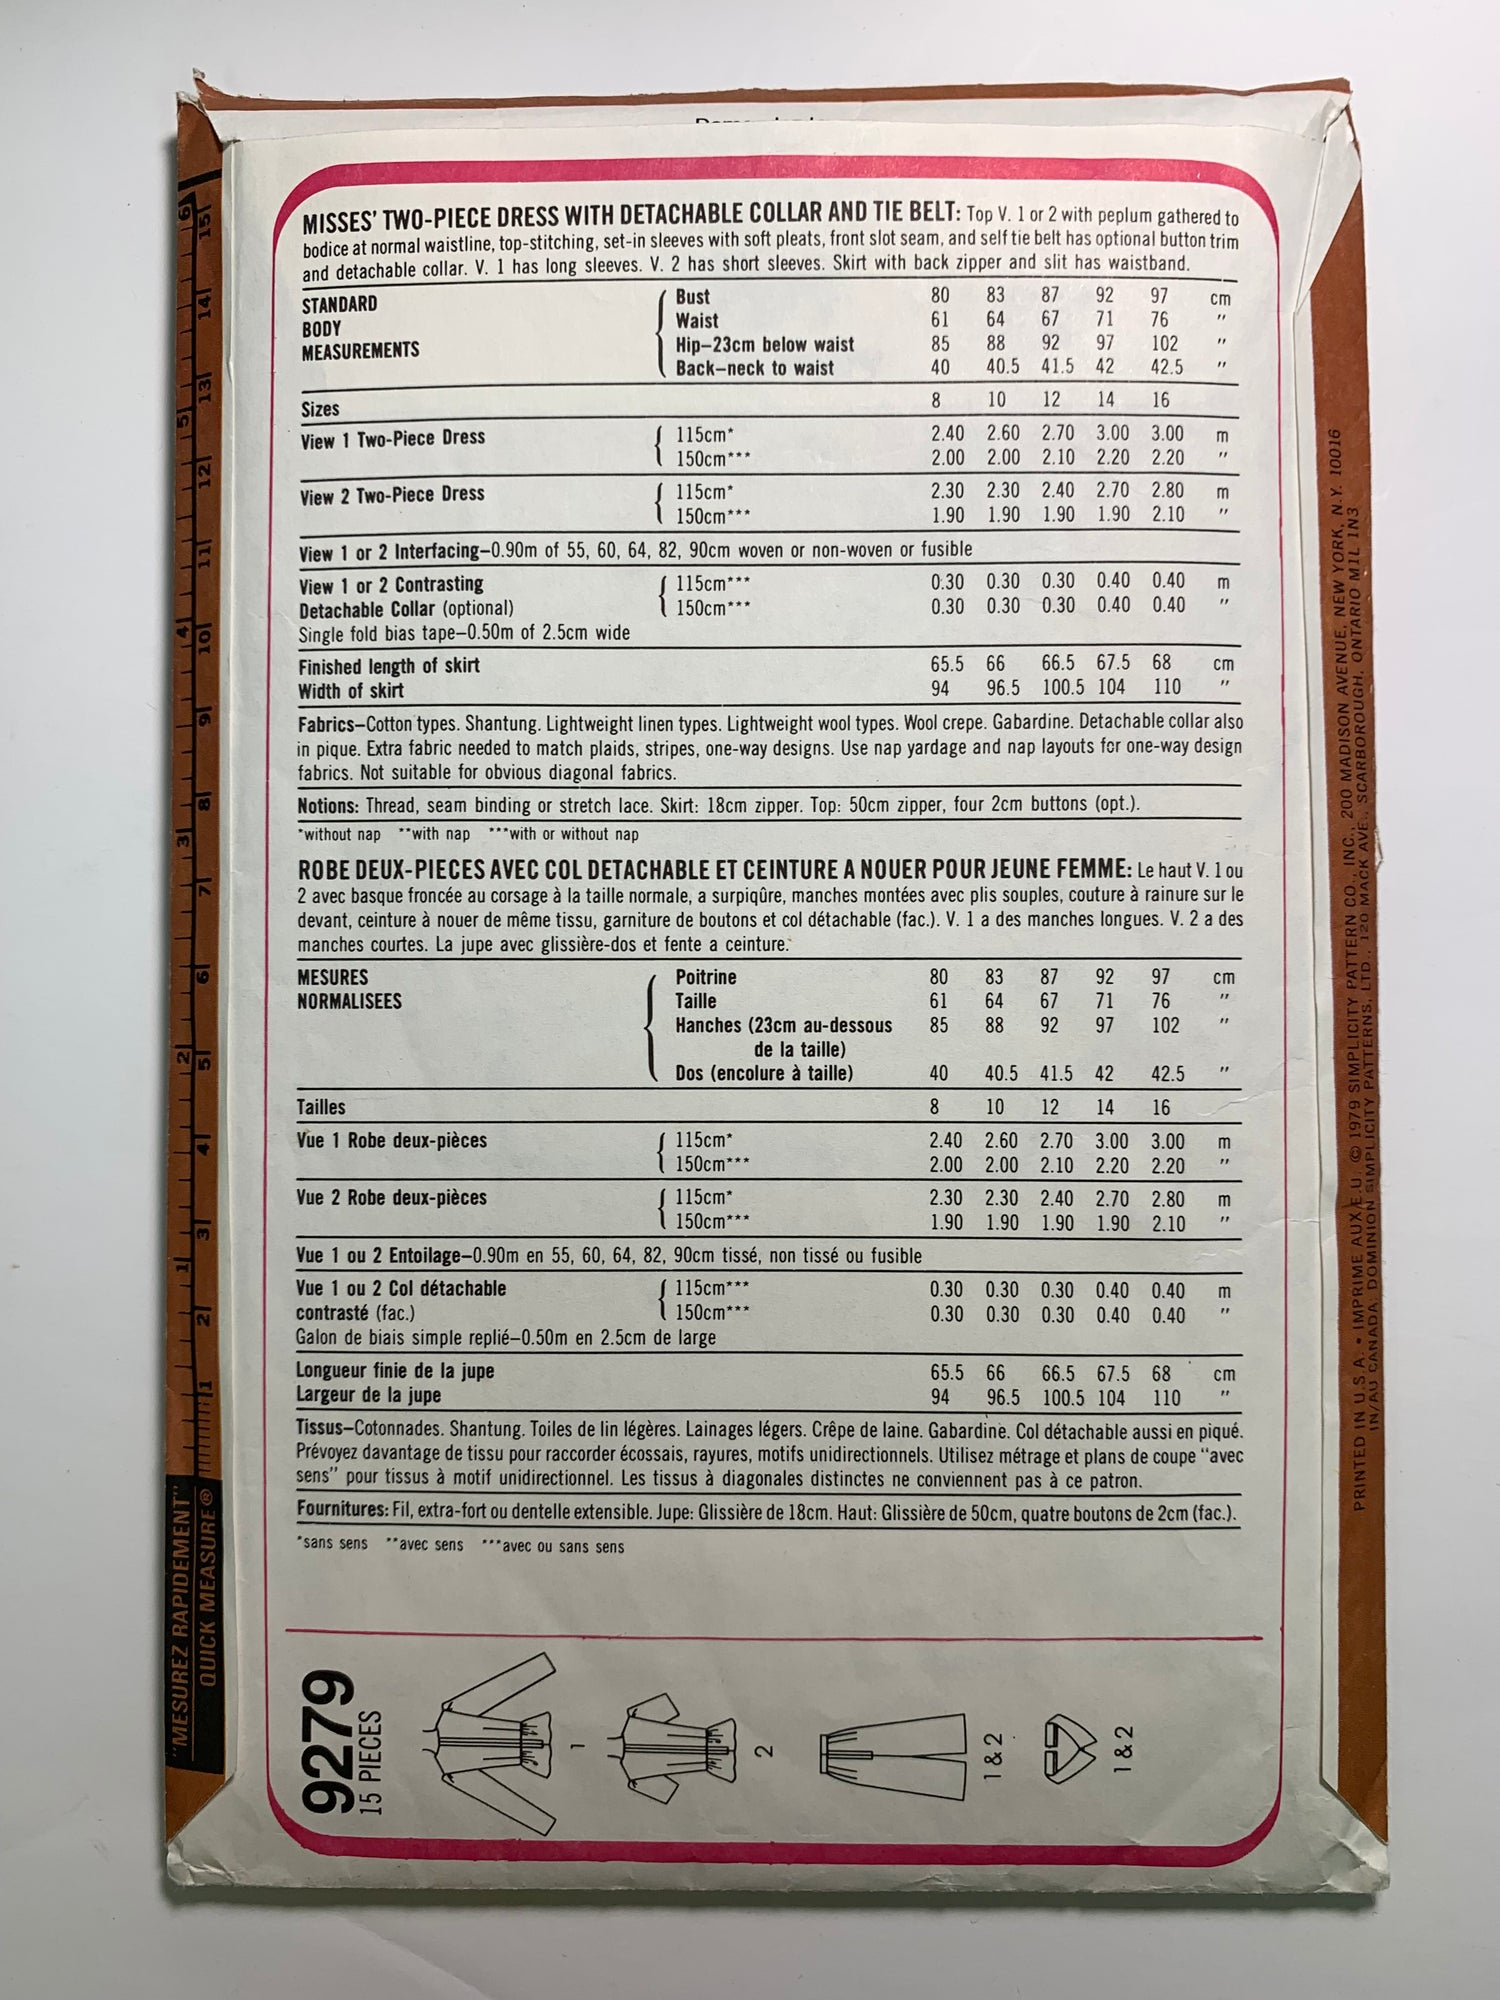 MISSES' TWO-PIECE DRESS WITH DETACHABLE COLLAR AND TIE BELT: Top V. 1 or 2 with peplum gathered to
bodice at normal waistline, top-stitching, set-in sleeves with soft pleats, front slot seam, and self tie belt has optional button trim
and detachable collar. V. 1 has long sleeves. V. 2 has short sleeves. Skirt with back zipper and slit has waistband.
STANDARD BODY MEASUREMENTS
Bust 80 83 87 92 97 cm
Waist 61 64 67 71 76 "
Hip–23cm below waist 85 88 92 97 102 "
Back–neck to waist 40 40.5 41.5 42 42.5 "
Sizes 8 10 12 14 16
View 1 Two-Piece Dress 115cm* 2.40 2.60 2.70 3.00 3.00 m
150cm*** 2.00 2.00 2.10 2.20 2.20 "
View 2 Two-Piece Dress 115cm* 2.30 2.30 2.40 2.70 2.80 m
150cm*** 1.90 1.90 1.90 1.90 2.10 "
View 1 or 2 Interfacing–0.90m of 55, 60, 64, 82, 90cm woven or non-woven or fusible
View 1 or 2 Contrasting 115cm*** 0.30 0.30 0.30 0.40 0.40 m
Detachable Collar (optional) 150cm*** 0.30 0.30 0.30 0.40 0.40 "
Single fold bias tape–0.50m of 2.5cm wide
Finished length of skirt 65.5 66 66.5 67.5 68 cm
Width of skirt 94 96.5 100.5 104 110 "
Fabrics–Cotton types. Shantung. Lightweight linen types. Lightweight wool types. Wool crepe. Gabardine. Detachable collar also
in pique. Extra fabric needed to match plaids, stripes, one-way designs. Use nap yardage and nap layouts for one-way design
fabrics. Not suitable for obvious diagonal fabrics.
Notions: Thread, seam binding or stretch lace. Skirt: 18cm zipper. Top: 50cm zipper, four 2cm buttons (opt.).
*without nap **with nap ***with or without nap
ROBE DEUX-PIECES AVEC COL DETACHABLE ET CEINTURE A NOUER POUR JEUNE FEMME: Le haut V. 1 ou
2 avec basque froncée au corsage à la taille normale, a surpiqûre, manches montées avec plis souples, couture à rainure sur le
devant, ceinture à nouer de même tissu, garniture de boutons et col détachable (fac.). V. 1 a des manches longues. V. 2 a des
manches courtes. La jupe avec glissière-dos et fente a ceinture.
MESURES NORMALISEES
Poitrine 80 83 87 92 97 cm
Taille 61 64 67 71 76 "
Hanches (23cm au-dessous 85 88 92 97 102 "
de la taille)
Dos (encolure à taille) 40 40.5 41.5 42 42.5 "
Tailles 8 10 12 14 16
Vue 1 Robe deux-pièces 115cm* 2.40 2.60 2.70 3.00 3.00 m
150cm*** 2.00 2.00 2.10 2.20 2.20 "
Vue 2 Robe deux-pièces 115cm* 2.30 2.30 2.40 2.70 2.80 m
150cm*** 1.90 1.90 1.90 1.90 2.10 "
Vue 1 ou 2 Entoilage–0.90m en 55, 60, 64, 82, 90cm tissé, non tissé ou fusible
Vue 1 ou 2 Col détachable 115cm*** 0.30 0.30 0.30 0.40 0.40 m
contrasté (fac.) 150cm*** 0.30 0.30 0.30 0.40 0.40 "
Galon de biais simple replié–0.50m en 2.5cm de large
Longueur finie de la jupe 65.5 66 66.5 67.5 68 cm
Largeur de la jupe 94 96.5 100.5 104 110 "
Tissus–Cotonnades. Shantung. Toiles de lin légères. Lainages légers. Crêpe de laine. Gabardine. Col détachable aussi en piqué.
Prévoyez davantage de tissu pour raccorder écossais, rayures, motifs unidirectionnels. Utilisez métrage et plans de coupe "avec
sens" pour tissus à motif unidirectionnel. Les tissus à diagonales distinctes ne conviennent pas à ce patron.
Fournitures: Fil, extra-fort ou dentelle extensible. Jupe: Glissière de 18cm. Haut: Glissière de 50cm, quatre boutons de 2cm (fac.).
*sans sens **avec sens ***avec ou sans sens
9279
15 PIECES
1
2
1 & 2
1 & 2
"MESUREZ RAPIDEMENT"
QUICK MEASURE®
1 2 3 4 5 6
1 2 3 4 5 6 7 8 9 10 11 12 13 14 15
PRINTED IN U.S.A. • IMPRIME AUX E.U. © 1979 SIMPLICITY PATTERN CO., INC., 200 MADISON AVENUE, NEW YORK, N.Y. 10016
IN/AU CANADA, DOMINION SIMPLICITY PATTERNS, LTD., 120 MACK AVE., SCARBOROUGH, ONTARIO M1L 1N3